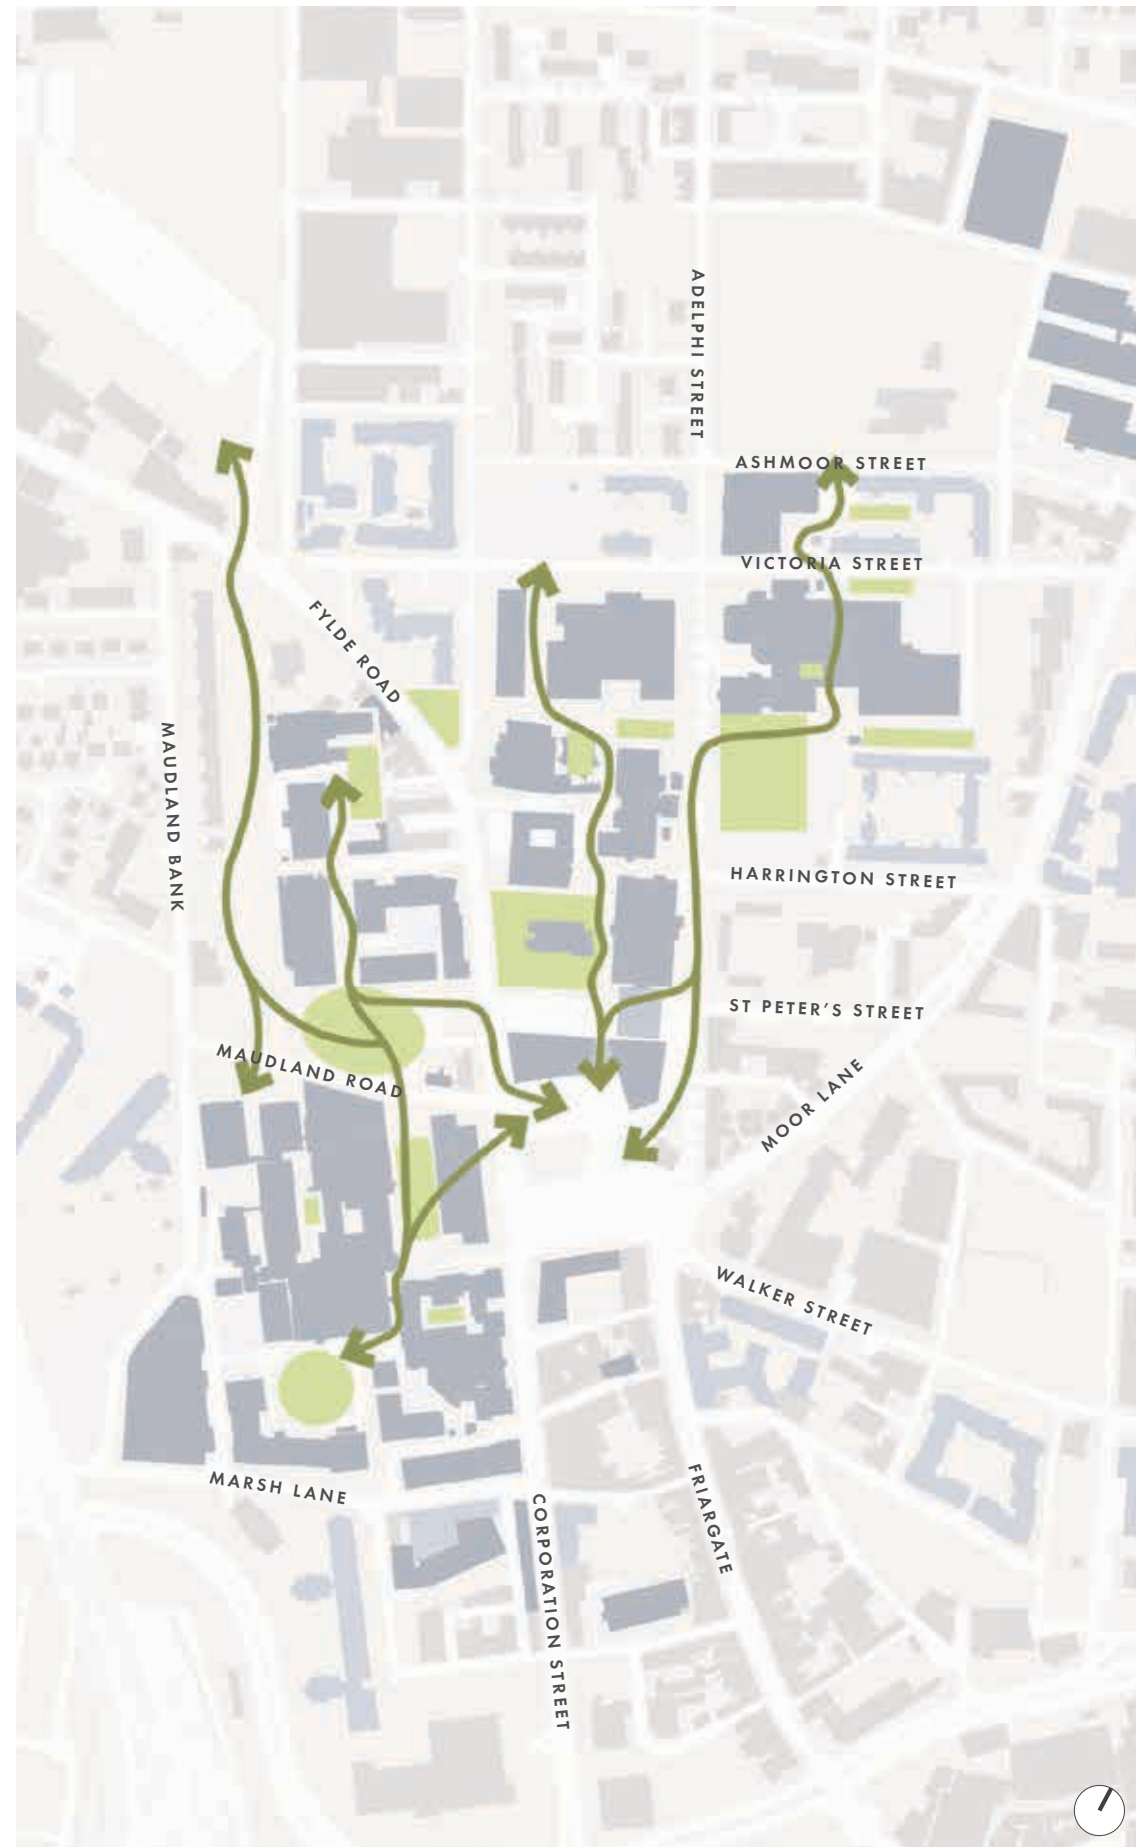 ADELPHI STREET
ASHMOOR STREET
VICTORIA STREET
FYLDE ROAD
MAUDLAND BANK
HARRINGTON STREET
ST PETER'S STREET
MAUDLAND ROAD
MOOR LANE
WALKER STREET
MARSH LANE
FRIARGATE
CORPORATION STREET